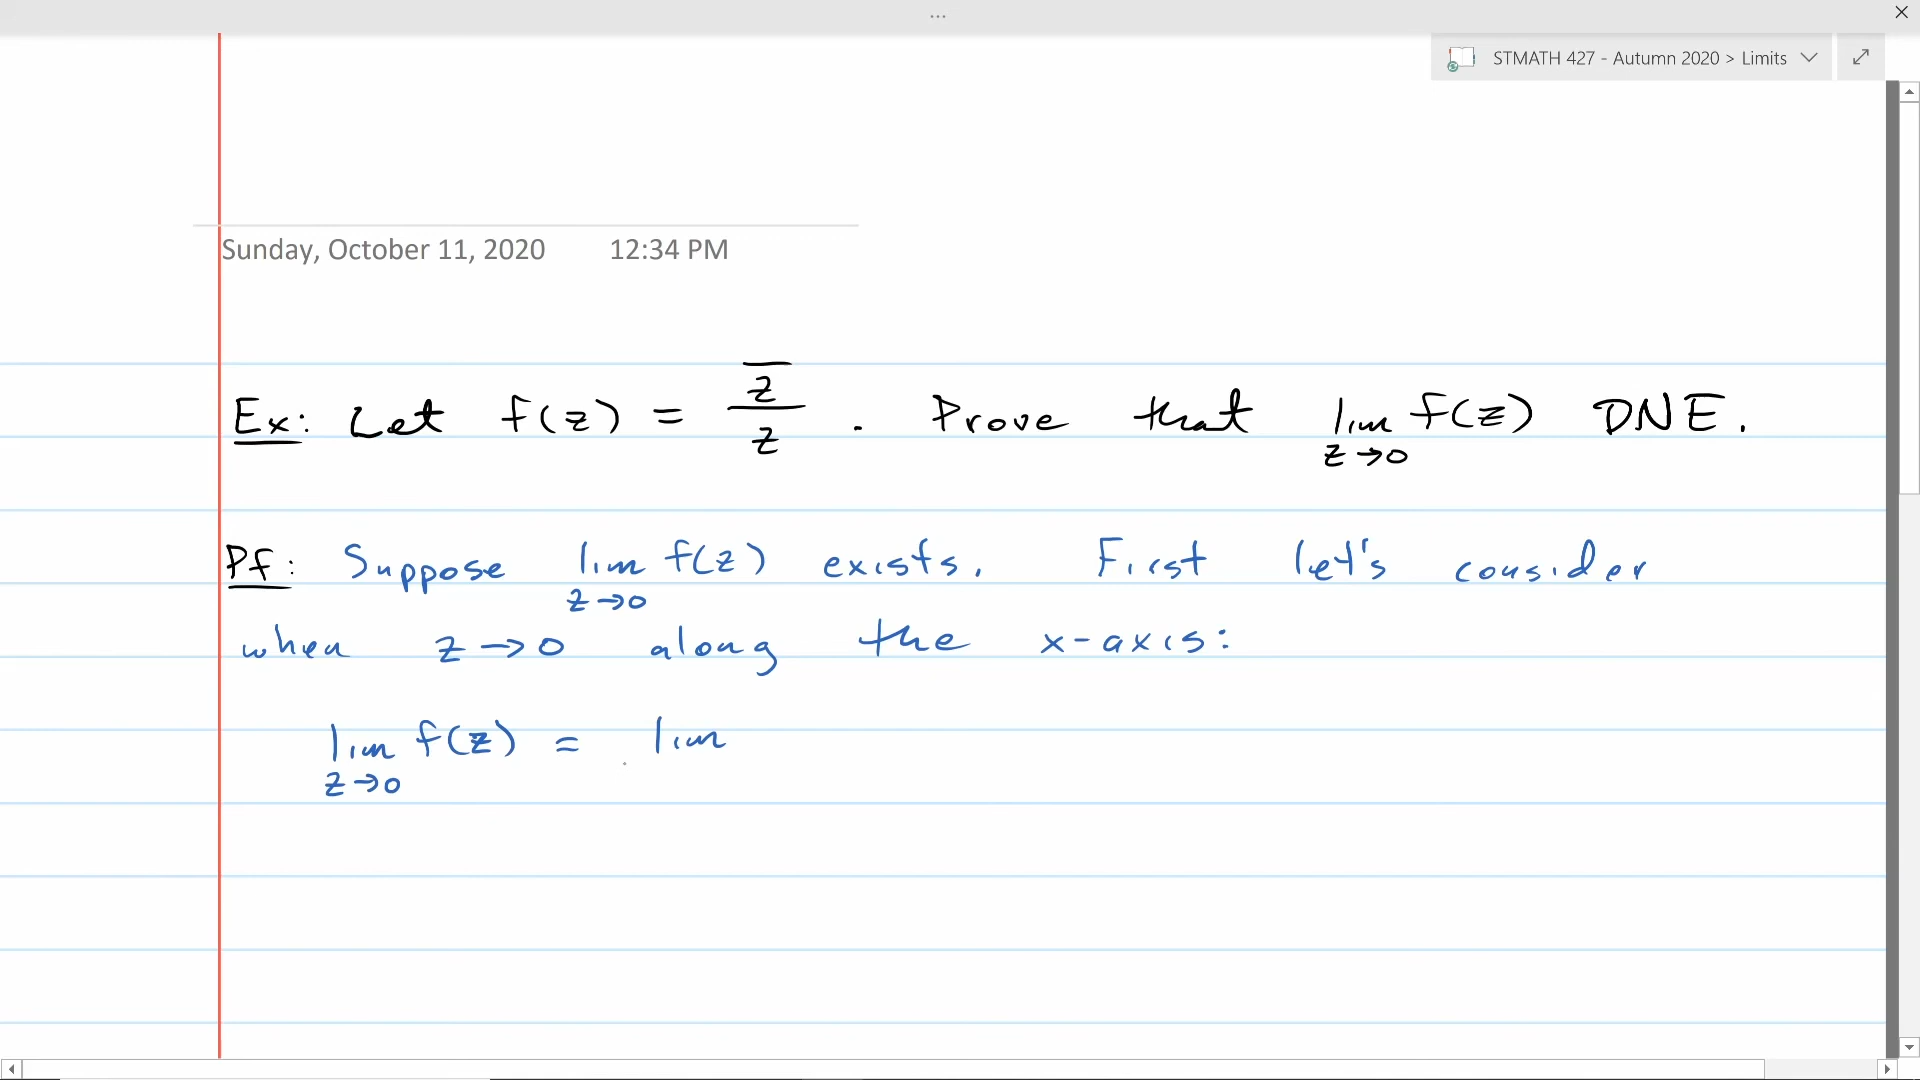 ...
STMATH 427 - Autumn 2020 > Limits
Sunday, October 11, 2020 12:34 PM
Ex: Let f(z) = z̅/z . Prove that lim_{z→0} f(z) DNE.
Pf: Suppose lim_{z→0} f(z) exists. First let's consider
when z→0 along the x-axis:
lim_{z→0} f(z) = lim